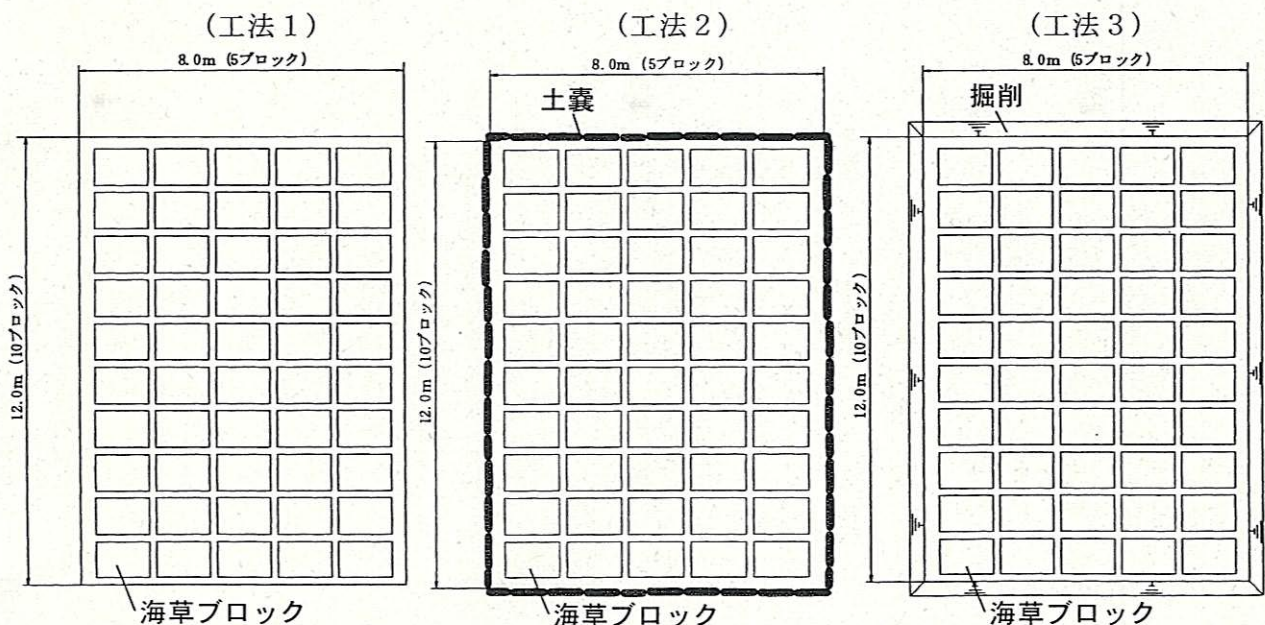 (工法1)
8.0m (5ブロック)
12.0m (10ブロック)
海草ブロック
(工法2)
8.0m (5ブロック)
土嚢
12.0m (10ブロック)
海草ブロック
(工法3)
8.0m (5ブロック)
掘削
12.0m (10ブロック)
海草ブロック